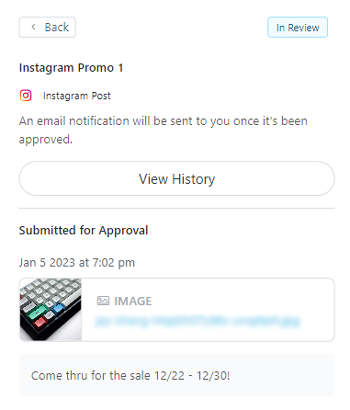 Back
In Review
Instagram Promo 1
Instagram Post
An email notification will be sent to you once it's been
approved.
View History
Submitted for Approval
Jan 5 2023 at 7:02 pm
IMAGE
Come thru for the sale 12/22 - 12/30!